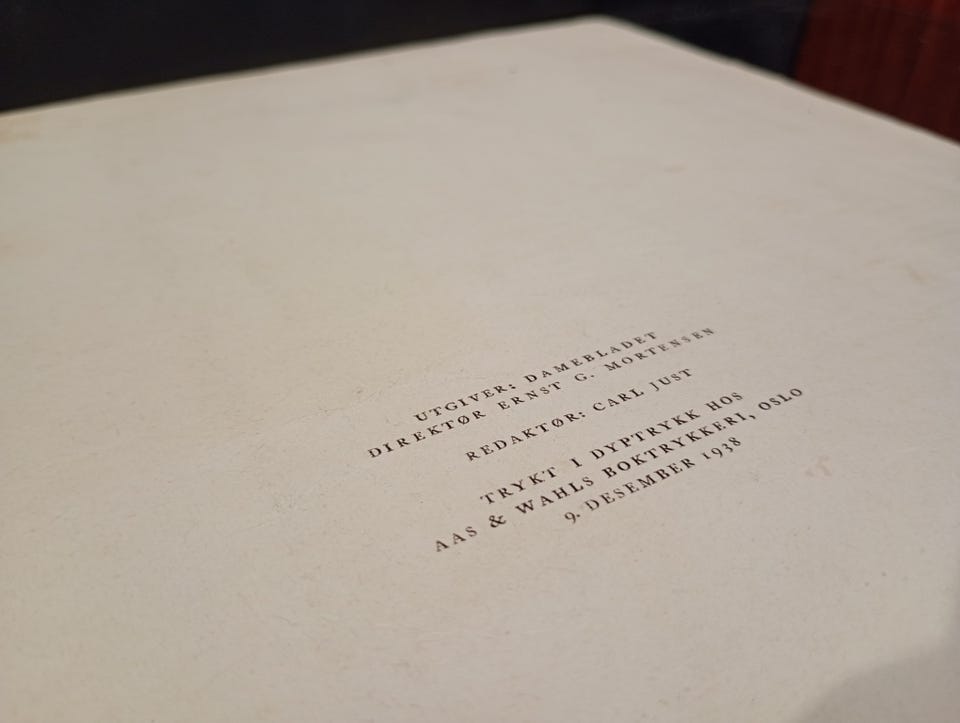 UTGIVER: DAMEBLADET
DIREKTØR ERNST G. MORTENSEN
REDAKTØR: CARL JUST
TRYKT I DYPTRYKK HOS
AAS & WAHLS BOKTRYKKERI, OSLO
9. DESEMBER 1938